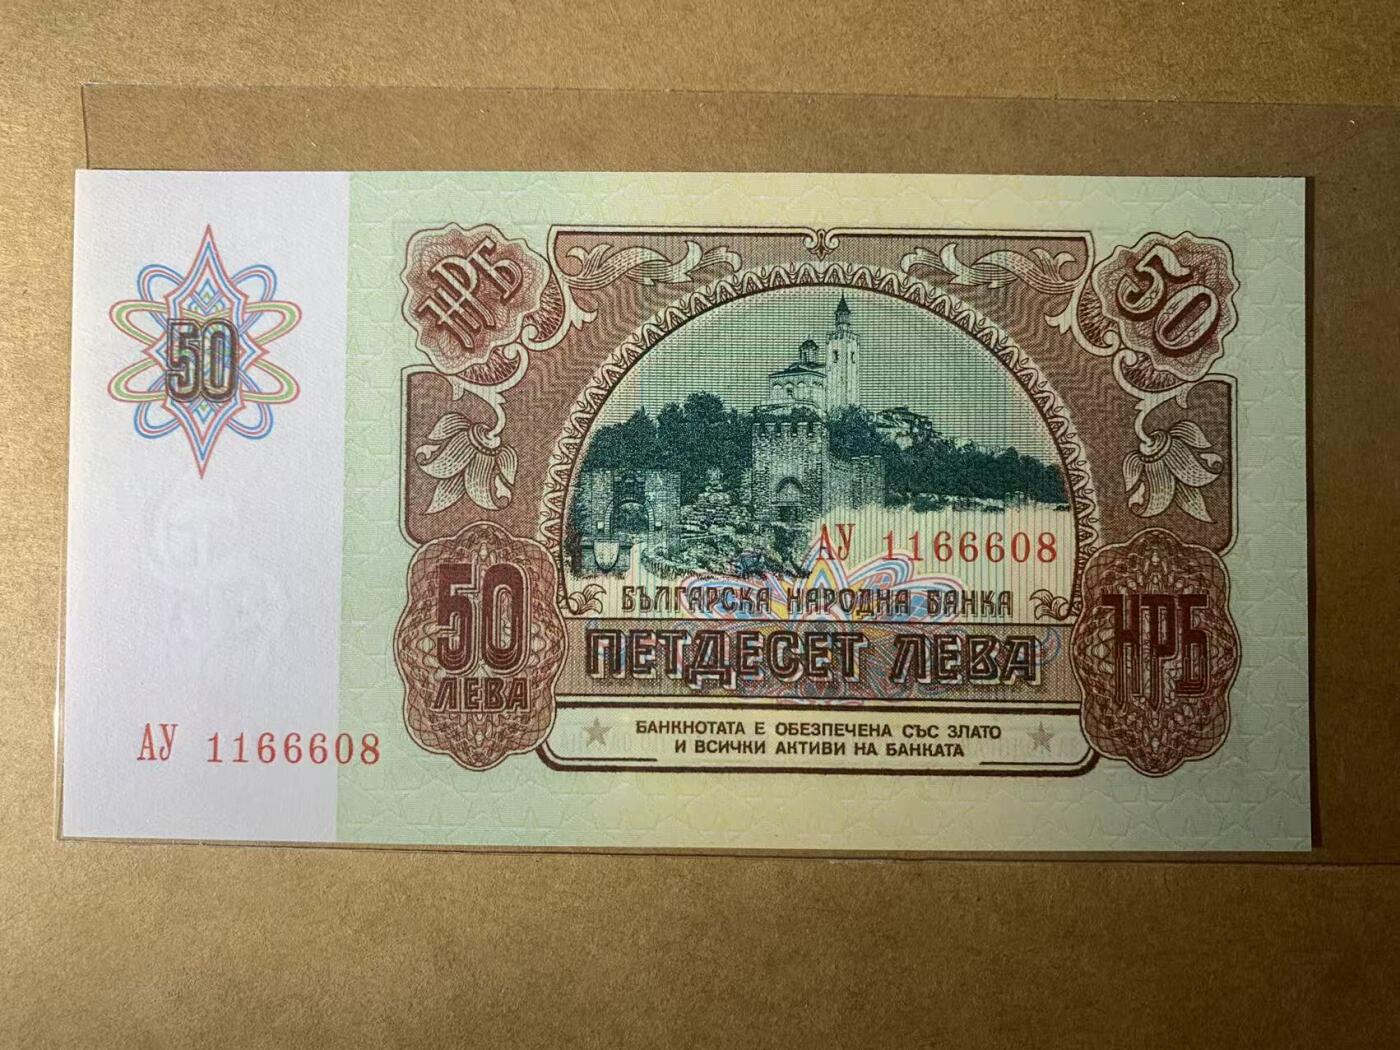 НРБ
50
50
АУ 1166608
БЪЛГАРСКА НАРОДНА БАНКА
ПЕТДЕСЕТ ЛЕВА
50
ЛЕВА
НРБ
БАНКНОТАТА Е ОБЕЗПЕЧЕНА СЪС ЗЛАТО
И ВСИЧКИ АКТИВИ НА БАНКАТА
АУ 1166608